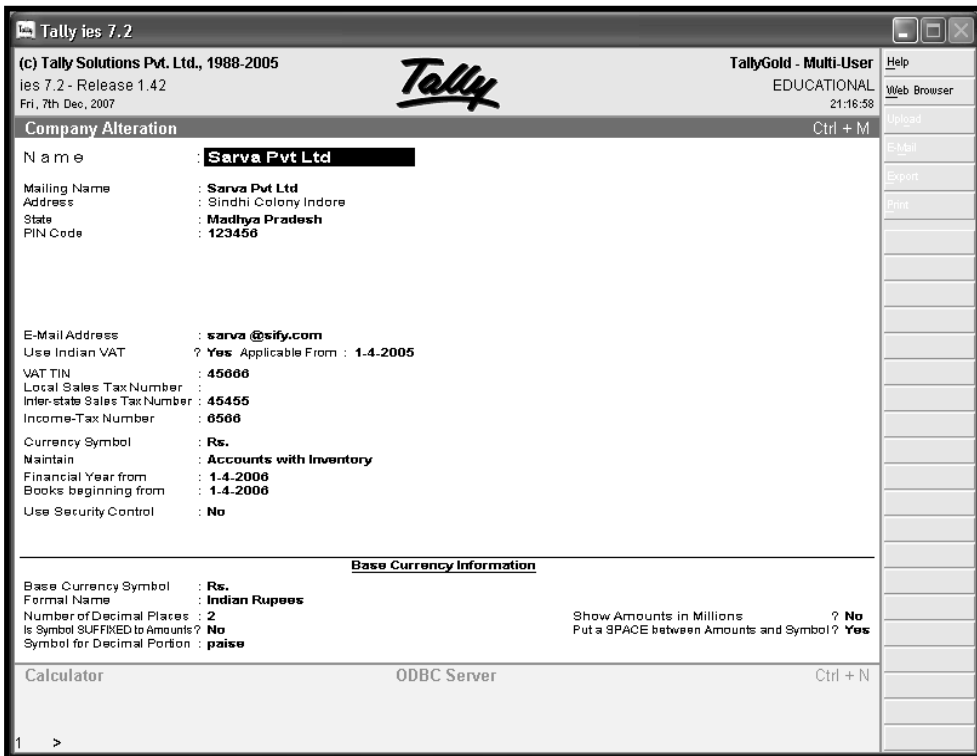 Tally ies 7.2
(c) Tally Solutions Pvt. Ltd., 1988-2005
ies 7.2 - Release 1.42
Fri, 7th Dec, 2007
Tally
TallyGold - Multi-User
EDUCATIONAL
21:16:58
Help
Web Browser
Upload
E-Mail
Export
Print
Company Alteration Ctrl + M
Name : Sarva Pvt Ltd
Mailing Name : Sarva Pvt Ltd
Address : Sindhi Colony Indore
State : Madhya Pradesh
PIN Code : 123456
E-Mail Address : sarva @sify.com
Use Indian VAT ? Yes Applicable From : 1-4-2005
VAT TIN : 45666
Local Sales Tax Number :
Inter-state Sales Tax Number : 45455
Income-Tax Number : 6566
Currency Symbol : Rs.
Maintain : Accounts with Inventory
Financial Year from : 1-4-2006
Books beginning from : 1-4-2006
Use Security Control : No
Base Currency Information
Base Currency Symbol : Rs.
Formal Name : Indian Rupees
Number of Decimal Places : 2 Show Amounts in Millions ? No
Is Symbol SUFFIXED to Amounts ? No Put a SPACE between Amounts and Symbol ? Yes
Symbol for Decimal Portion : paise
Calculator ODBC Server Ctrl + N
1 >